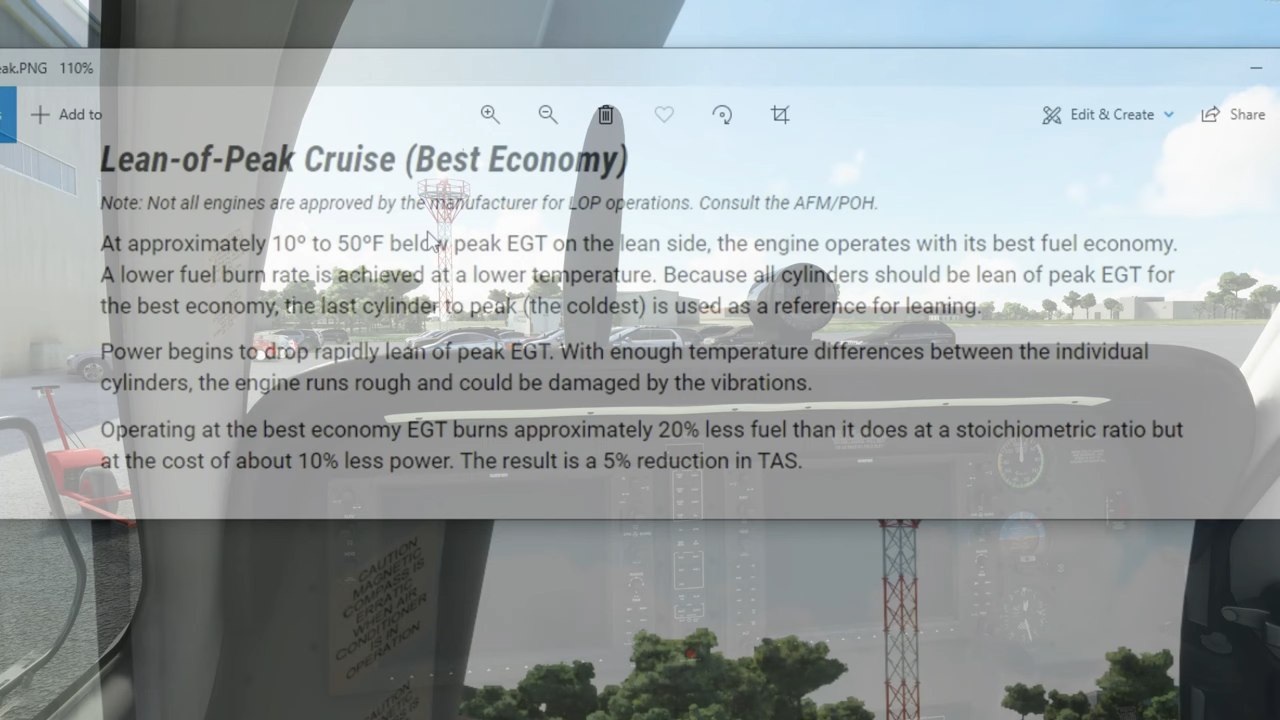 eak.PNG 110%
Add to
Edit & Create
Share
Lean-of-Peak Cruise (Best Economy)
Note: Not all engines are approved by the manufacturer for LOP operations. Consult the AFM/POH.
At approximately 10º to 50ºF below peak EGT on the lean side, the engine operates with its best fuel economy.
A lower fuel burn rate is achieved at a lower temperature. Because all cylinders should be lean of peak EGT for
the best economy, the last cylinder to peak (the coldest) is used as a reference for leaning.
Power begins to drop rapidly lean of peak EGT. With enough temperature differences between the individual
cylinders, the engine runs rough and could be damaged by the vibrations.
Operating at the best economy EGT burns approximately 20% less fuel than it does at a stoichiometric ratio but
at the cost of about 10% less power. The result is a 5% reduction in TAS.
CAUTION
MAGNETIC
COMPASS IS
ERRATIC
WHEN AIR
CONDITIONER
IS IN
OPERATION
CAUTION